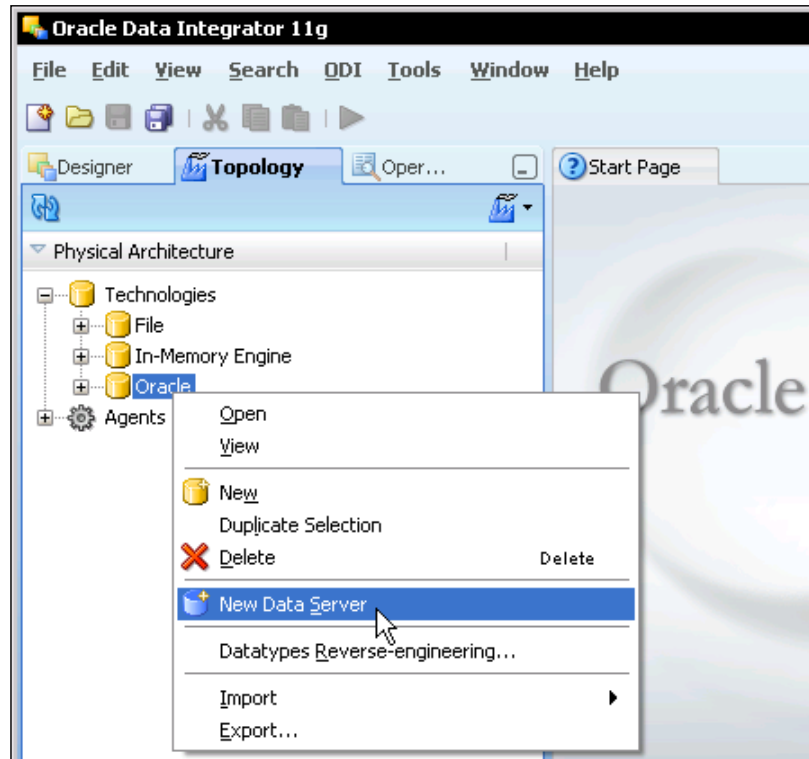 Oracle Data Integrator 11g
File Edit View Search ODI Tools Window Help
Designer Topology Oper... Start Page
Physical Architecture
Technologies
File
In-Memory Engine
Oracle
Agents
Oracle
Open
View
New
Duplicate Selection
Delete Delete
New Data Server
Datatypes Reverse-engineering...
Import
Export...